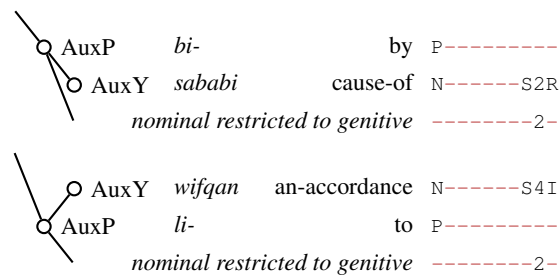 AuxP bi- by P---------
AuxY sababi cause-of N------S2R
nominal restricted to genitive --------2-
AuxY wifqan an-accordance N------S4I
AuxP li- to P---------
nominal restricted to genitive --------2-